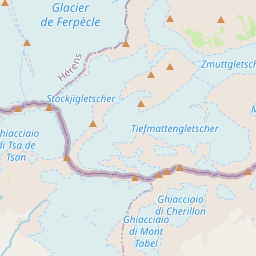 Glacier
de Ferpècle
Hérens
Zmuttgletsch
Stockjigletscher
Tiefmattengletscher
M
Ghiacciaio
di Tsa de
Tsan
Ghiacciaio
di Cherillon
Ghiacciaio
di Mont
Tabel